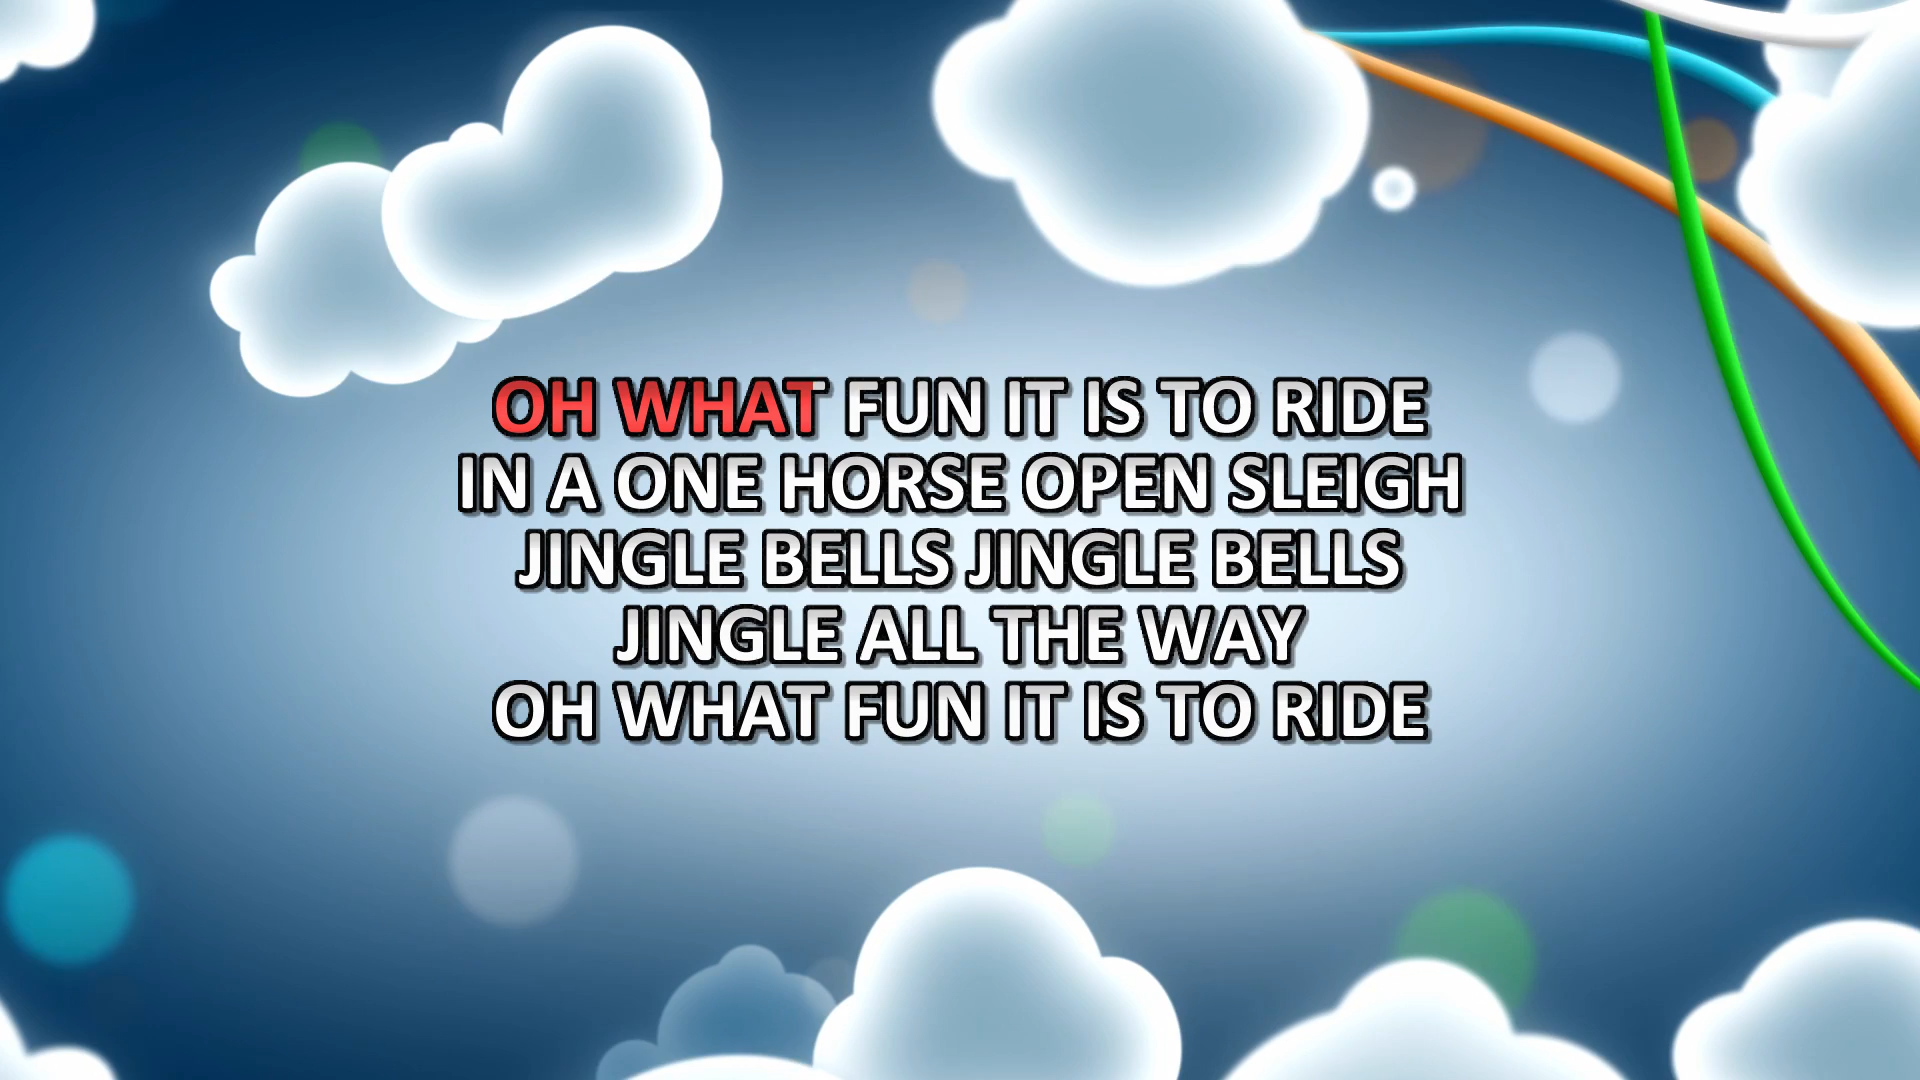 OH WHAT FUN IT IS TO RIDE
IN A ONE HORSE OPEN SLEIGH
JINGLE BELLS JINGLE BELLS
JINGLE ALL THE WAY
OH WHAT FUN IT IS TO RIDE